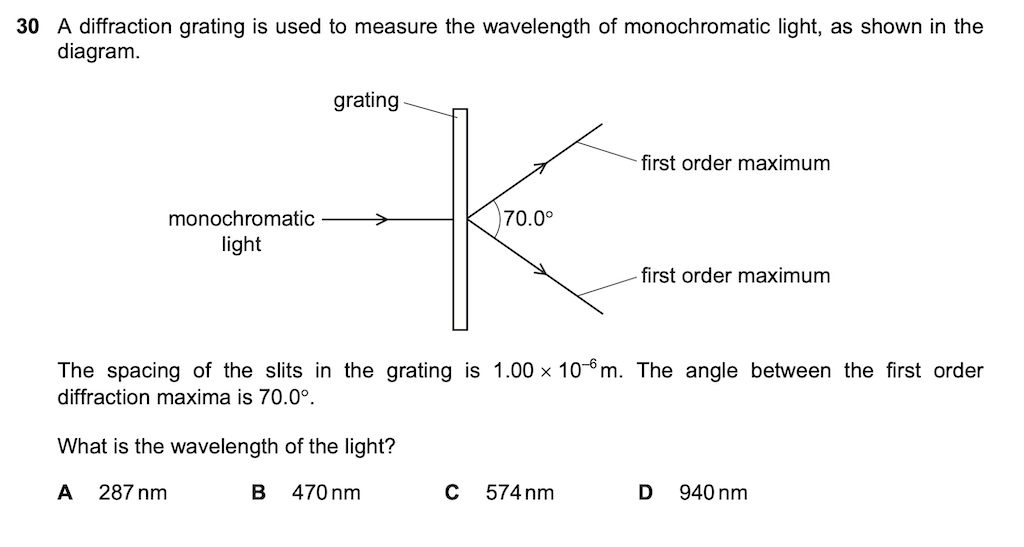 30 A diffraction grating is used to measure the wavelength of monochromatic light, as shown in the
diagram.
grating
first order maximum
monochromatic
light
70.0°
first order maximum
The spacing of the slits in the grating is 1.00 × 10⁻⁶ m. The angle between the first order
diffraction maxima is 70.0°.
What is the wavelength of the light?
A 287 nm B 470 nm C 574 nm D 940 nm